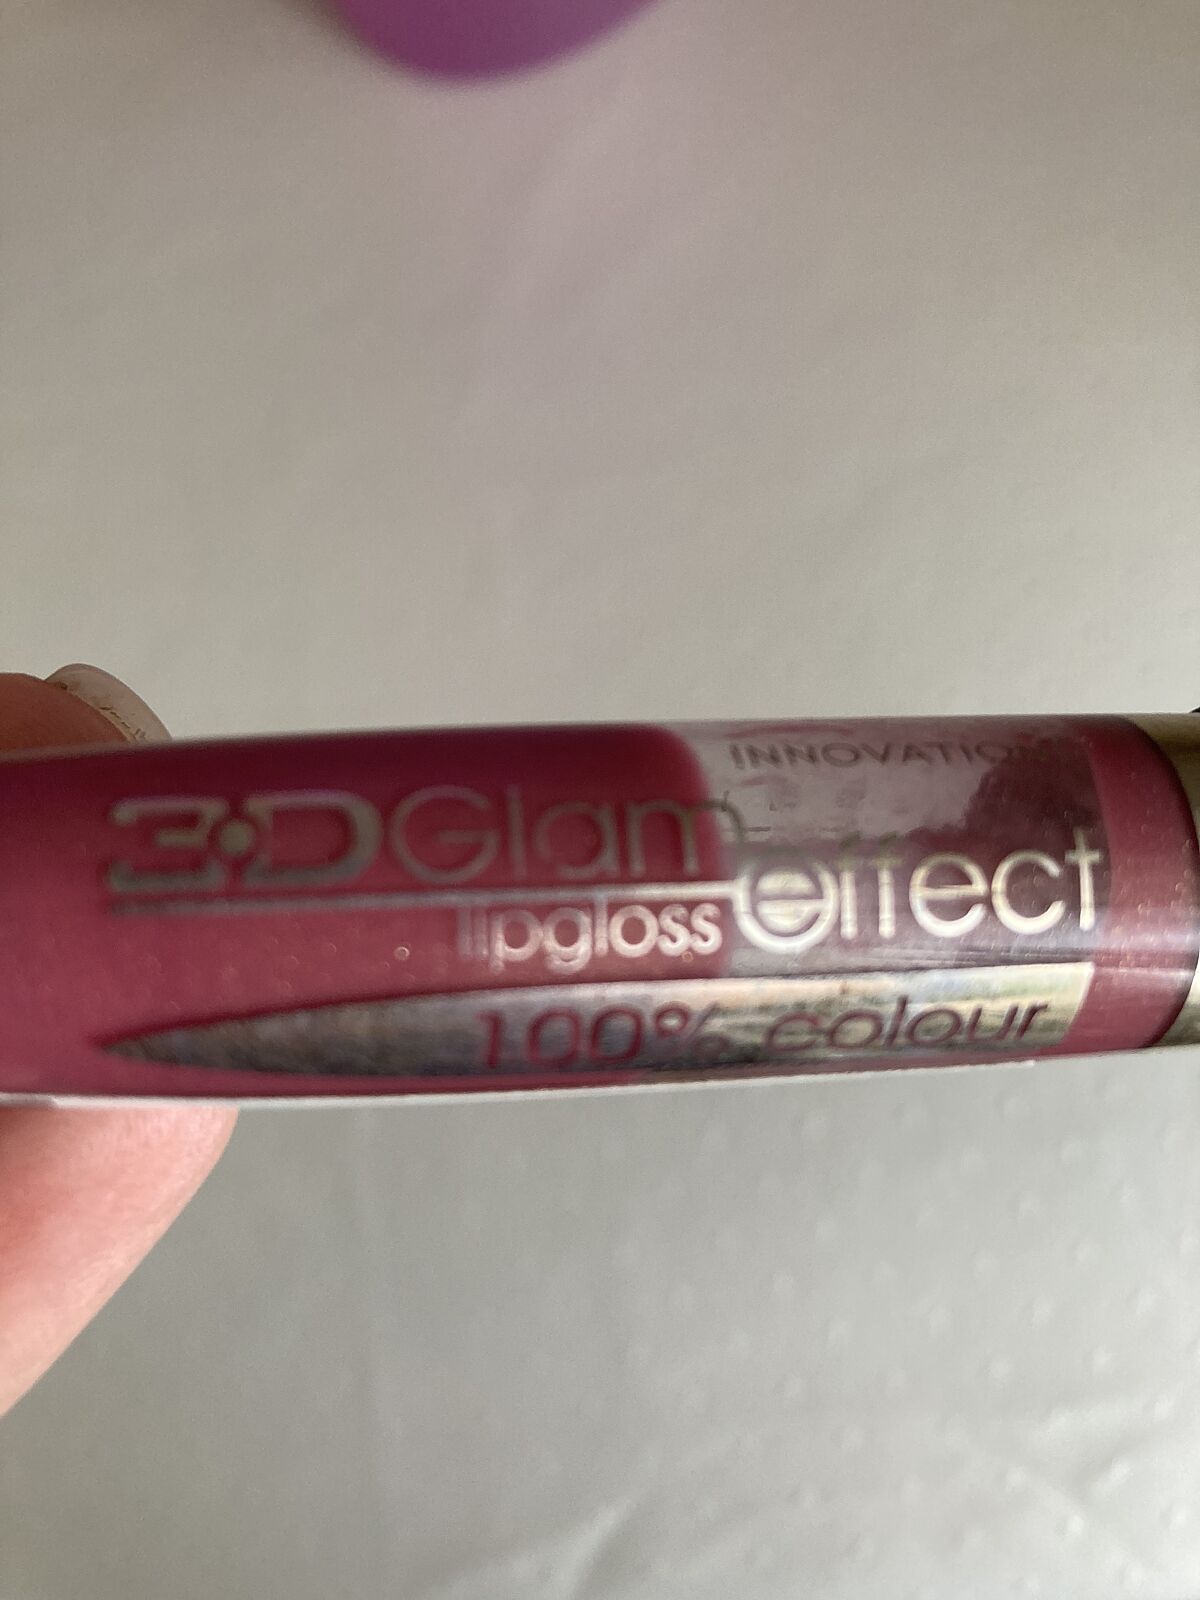 INNOVATION
3D Glam effect
lipgloss
100% colour